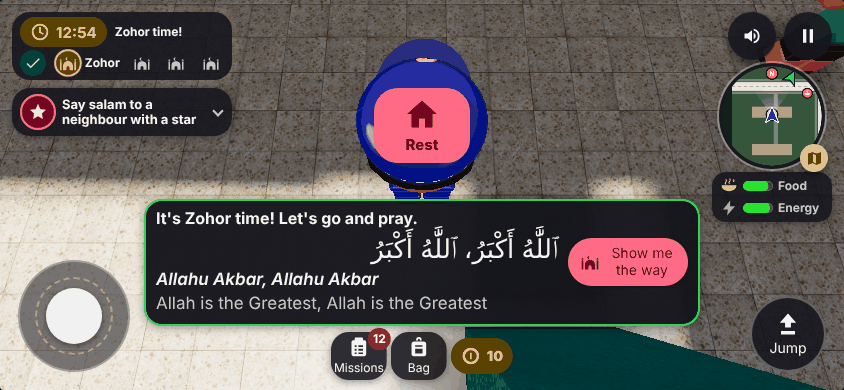 12:54 Zohor time!
Zohor
Say salam to a
neighbour with a star
Rest
N
Food
Energy
It's Zohor time! Let's go and pray.
ٱللَّهُ أَكْبَرُ، ٱللَّهُ أَكْبَرُ
Allahu Akbar, Allahu Akbar
Allah is the Greatest, Allah is the Greatest
Show me
the way
12
Missions
Bag
10
Jump